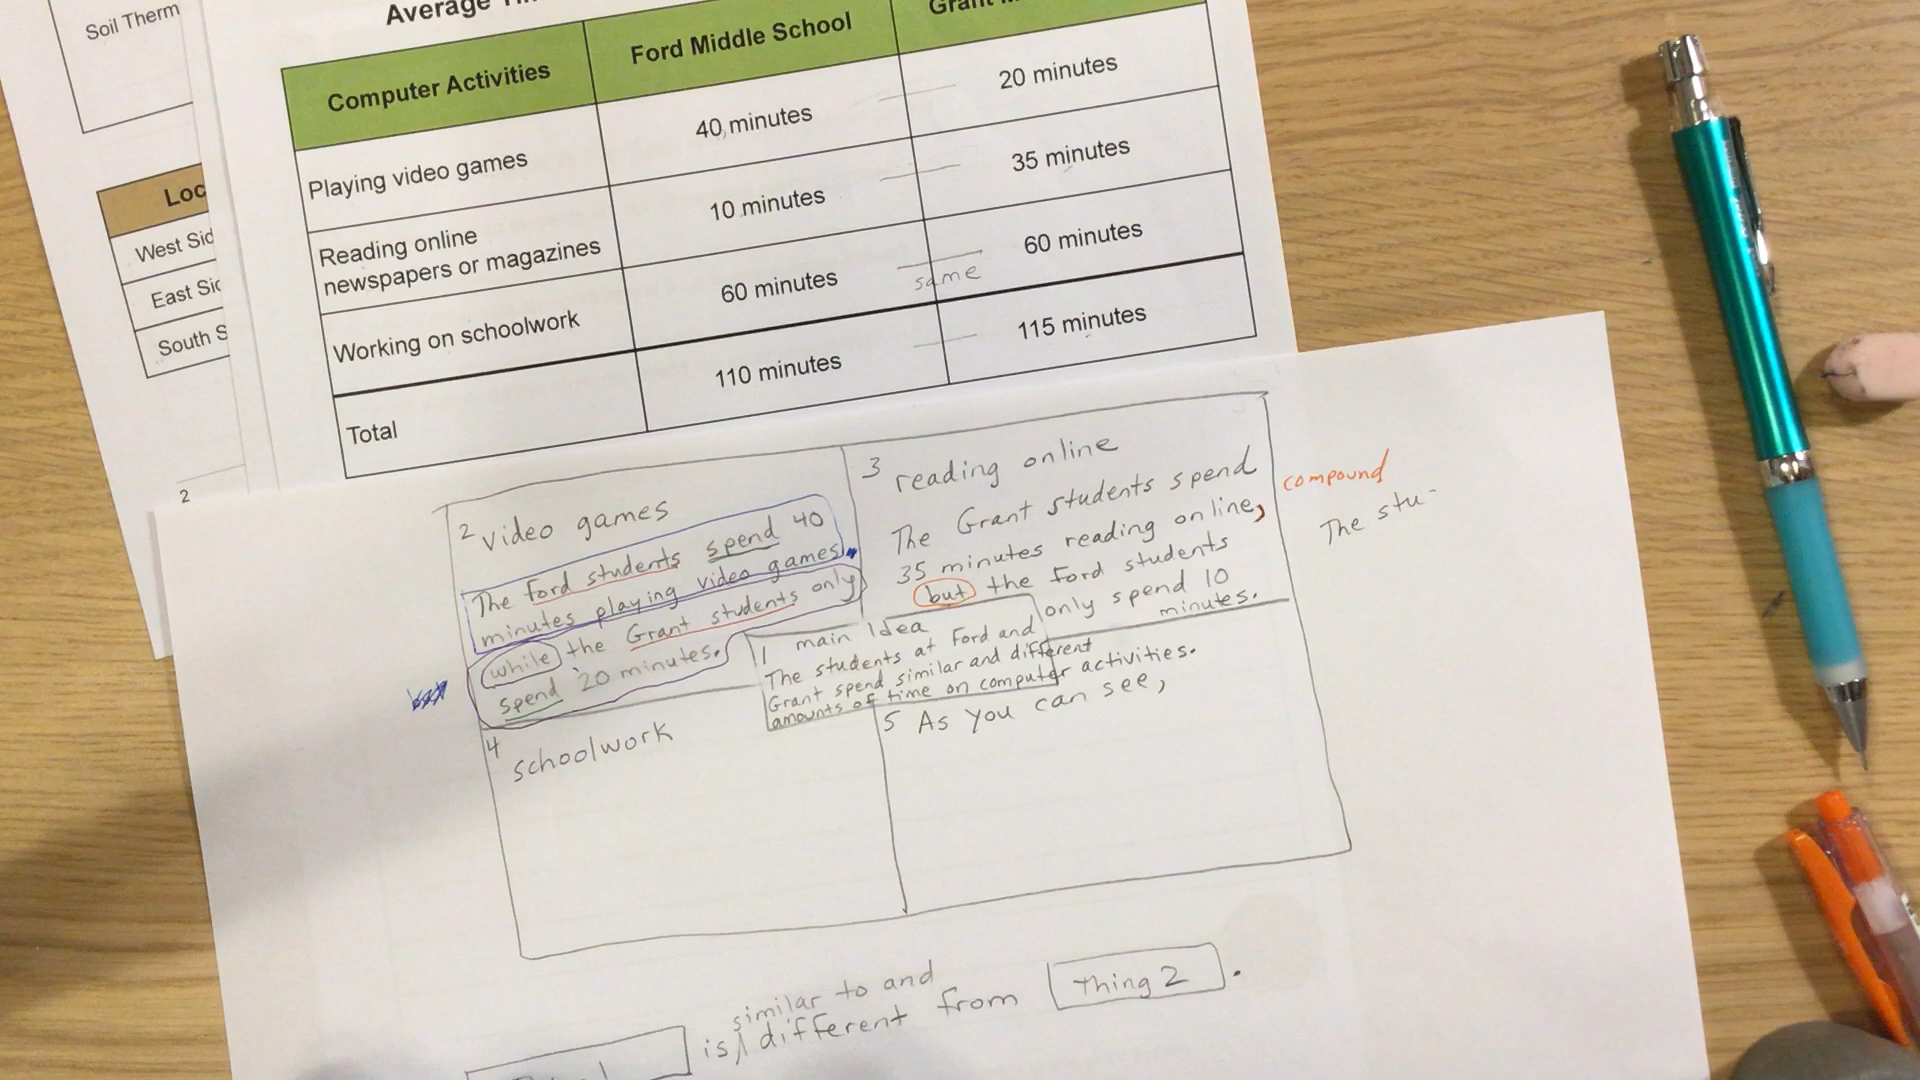 Soil Therm
Average
Computer Activities Ford Middle School Grant
Playing video games 40 minutes 20 minutes
Reading online
newspapers or magazines 10 minutes 35 minutes
Working on schoolwork 60 minutes same 60 minutes
Total 110 minutes 115 minutes
Loc
West Sid
East Sid
South S
2
2 video games
The Ford students spend 40
minutes playing video games.
while the Grant students only
spend 20 minutes.
3 reading online
The Grant students spend
35 minutes reading online,
but the Ford students
only spend 10
minutes.
compound
The stu-
1 main Idea
The students at Ford and
Grant spend similar and different
amounts of time on computer activities.
4 schoolwork
5 As you can see,
similar to and
is different from Thing 2.